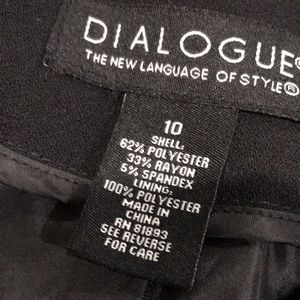 DIALOGUE®
THE NEW LANGUAGE OF STYLE®
10
SHELL:
62% POLYESTER
33% RAYON
5% SPANDEX
LINING:
100% POLYESTER
MADE IN
CHINA
RN 81893
SEE REVERSE
FOR CARE